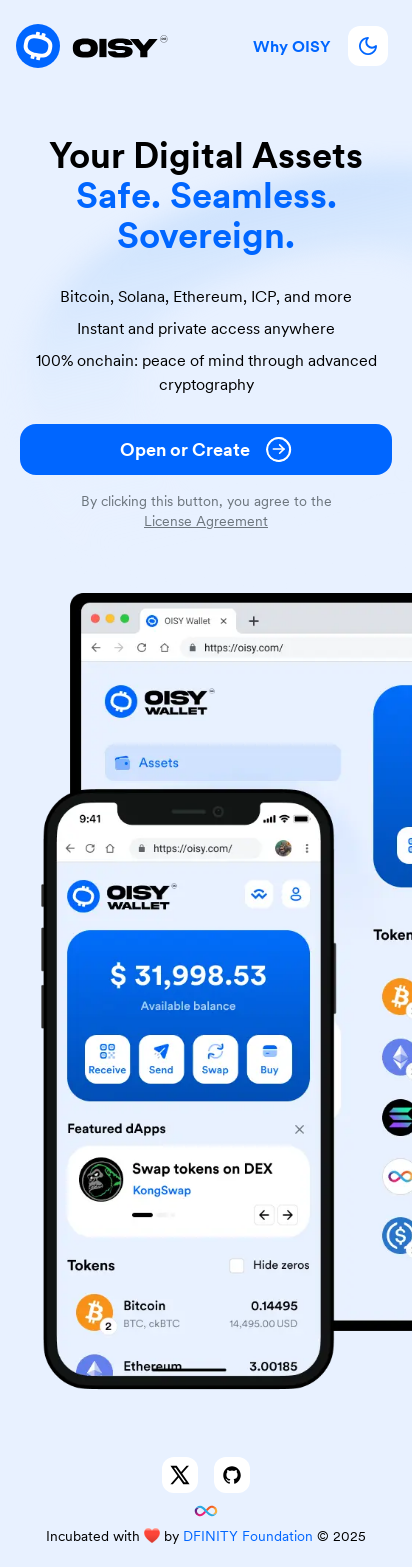 OISY
Why OISY
Your Digital Assets
Safe. Seamless.
Sovereign.
Bitcoin, Solana, Ethereum, ICP, and more
Instant and private access anywhere
100% onchain: peace of mind through advanced
cryptography
Open or Create
By clicking this button, you agree to the
License Agreement
OISY Wallet
https://oisy.com/
OISY
WALLET
Assets
Token
9:41
https://oisy.com/
OISY
WALLET
$ 31,998.53
Available balance
Receive Send Swap Buy
Featured dApps
Swap tokens on DEX
KongSwap
Tokens Hide zeros
Bitcoin 0.14495
2 BTC, ckBTC 14,495.00 USD
Ethereum 3.00185
Incubated with ❤️ by DFINITY Foundation © 2025